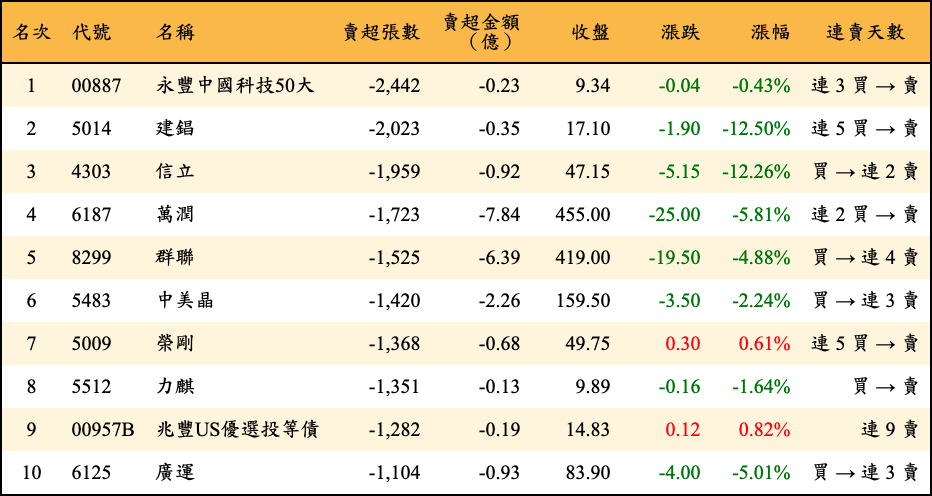 名次 代號 名稱 賣超張數 賣超金額（億） 收盤 漲跌 漲幅 連賣天數
1 00887 永豐中國科技50大 -2,442 -0.23 9.34 -0.04 -0.43% 連 3 買 → 賣
2 5014 建錩 -2,023 -0.35 17.10 -1.90 -12.50% 連 5 買 → 賣
3 4303 信立 -1,959 -0.92 47.15 -5.15 -12.26% 買 → 連 2 賣
4 6187 萬潤 -1,723 -7.84 455.00 -25.00 -5.81% 連 2 買 → 賣
5 8299 群聯 -1,525 -6.39 419.00 -19.50 -4.88% 買 → 連 4 賣
6 5483 中美晶 -1,420 -2.26 159.50 -3.50 -2.24% 買 → 連 3 賣
7 5009 榮剛 -1,368 -0.68 49.75 0.30 0.61% 連 5 買 → 賣
8 5512 力麒 -1,351 -0.13 9.89 -0.16 -1.64% 買 → 賣
9 00957B 兆豐US優選投等債 -1,282 -0.19 14.83 0.12 0.82% 連 9 賣
10 6125 廣運 -1,104 -0.93 83.90 -4.00 -5.01% 買 → 連 3 賣